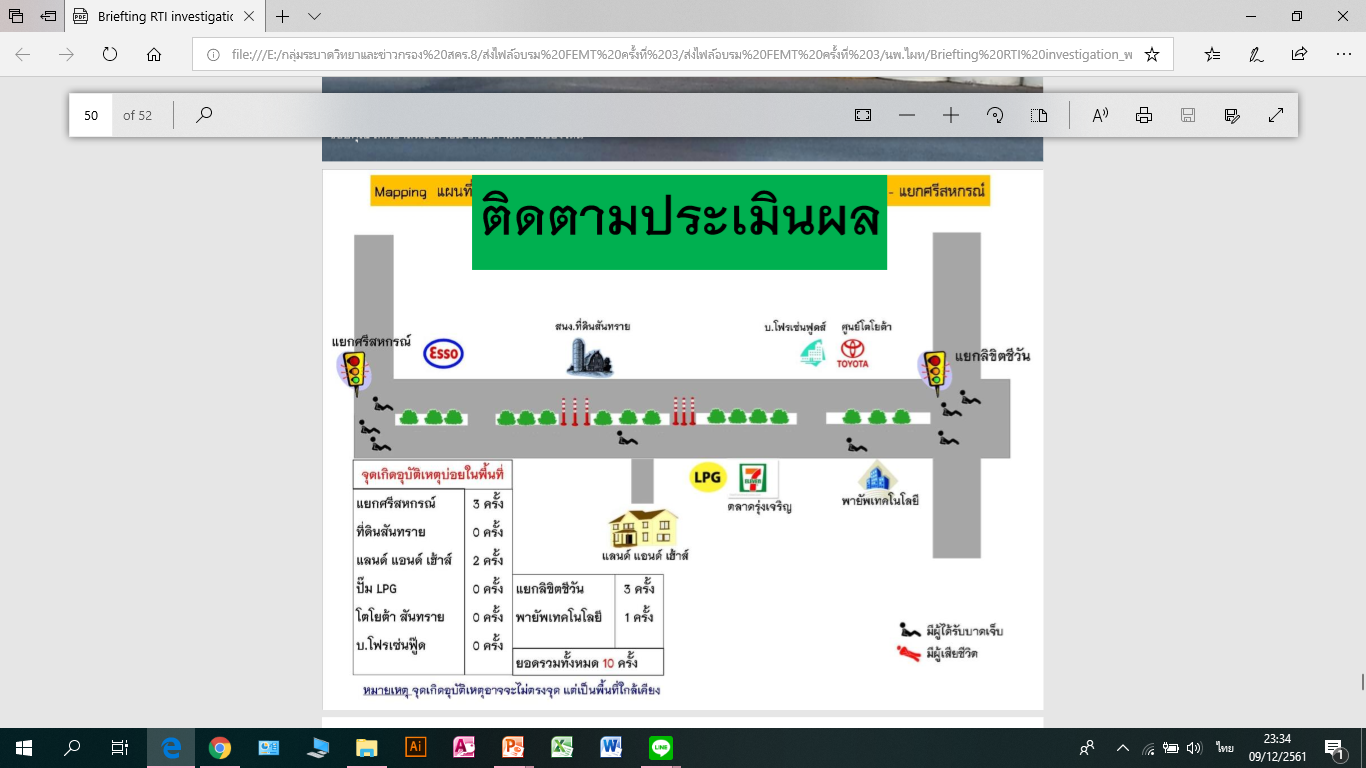 Briefing RTI investigatio
file:///E:/กลุ่มระบาดวิทยาและข่าวกรอง%20สคร.8/ส่งไฟล์อบรม%20FEMT%20ครั้งที่%203/ส่งไฟล์อบรม%20FEMT%20ครั้งที่%203/นพ.ไผท/Briefting%20RTI%20investigation_w
50 of 52
Mapping แผนที่
- แยกศรีสหกรณ์
ติดตามประเมินผล
สนง.ที่ดินสันทราย
บ.โฟรเซ่นฟูดส์
ศูนย์โตโยต้า
แยกศรีสหกรณ์
Esso
TOYOTA
แยกลิขิตชีวัน
LPG
7
ELEVEN
ตลาดรุ่งเจริญ
พายัพเทคโนโลยี
แลนด์ แอนด์ เฮ้าส์
จุดเกิดอุบัติเหตุบ่อยในพื้นที่
แยกศรีสหกรณ์ 3 ครั้ง
ที่ดินสันทราย 0 ครั้ง
แลนด์ แอนด์ เฮ้าส์ 2 ครั้ง
ปั๊ม LPG 0 ครั้ง
โตโยต้า สันทราย 0 ครั้ง
บ.โฟรเซ่นฟู๊ด 0 ครั้ง
แยกลิขิตชีวัน 3 ครั้ง
พายัพเทคโนโลยี 1 ครั้ง
ยอดรวมทั้งหมด 10 ครั้ง
มีผู้ได้รับบาดเจ็บ
มีผู้เสียชีวิต
หมายเหตุ จุดเกิดอุบัติเหตุอาจจะไม่ตรงจุด แต่เป็นพื้นที่ใกล้เคียง
Ai
ไทย
23:34
09/12/2561
1